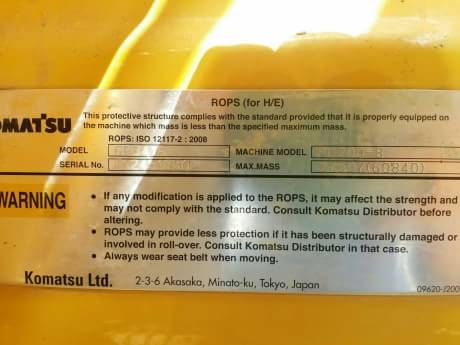 ROPS (for H/E)
OMATSU
This protective structure complies with the standard provided that it is properly equipped on
the machine which mass is less than the specified maximum mass.
ROPS: ISO 12117-2 : 2008
MODEL
MACHINE MODEL
SERIAL No.
MAX.MASS
(60840)
WARNING
• If any modification is applied to the ROPS, it may affect the strength and
may not comply with the standard. Consult Komatsu Distributor before
altering.
• ROPS may provide less protection if it has been structurally damaged or
involved in roll-over. Consult Komatsu Distributor in that case.
• Always wear seat belt when moving.
Komatsu Ltd.
2-3-6 Akasaka, Minato-ku, Tokyo, Japan
09620-J200